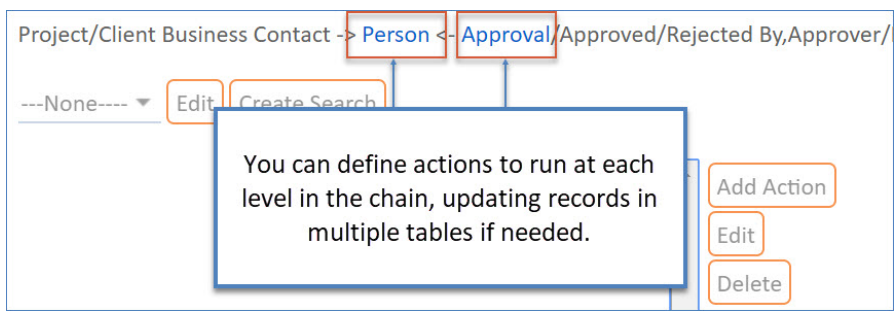 Project/Client Business Contact -> Person <- Approval/Approved/Rejected By,Approver/
---None---- Edit Create Search
You can define actions to run at each
level in the chain, updating records in
multiple tables if needed.
Add Action
Edit
Delete